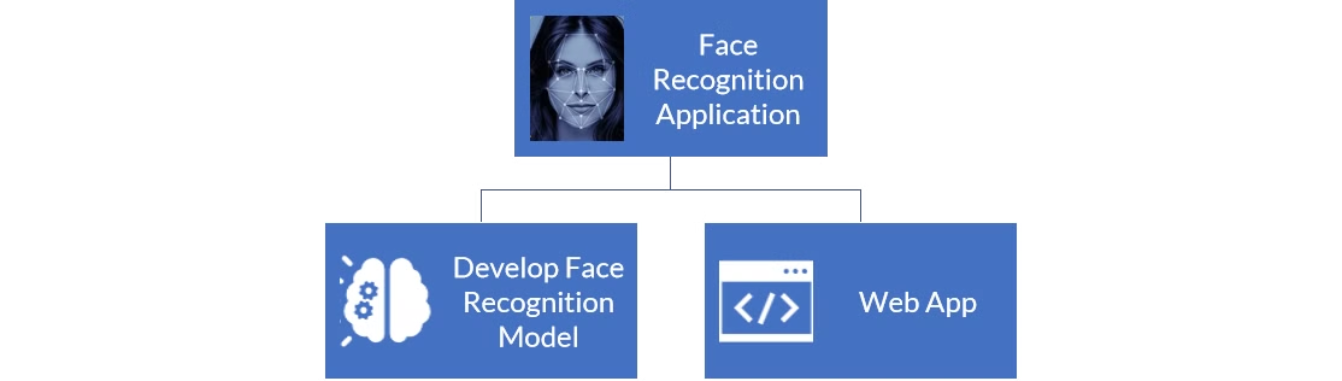 Face
Recognition
Application
Develop Face
Recognition
Model
</>
Web App